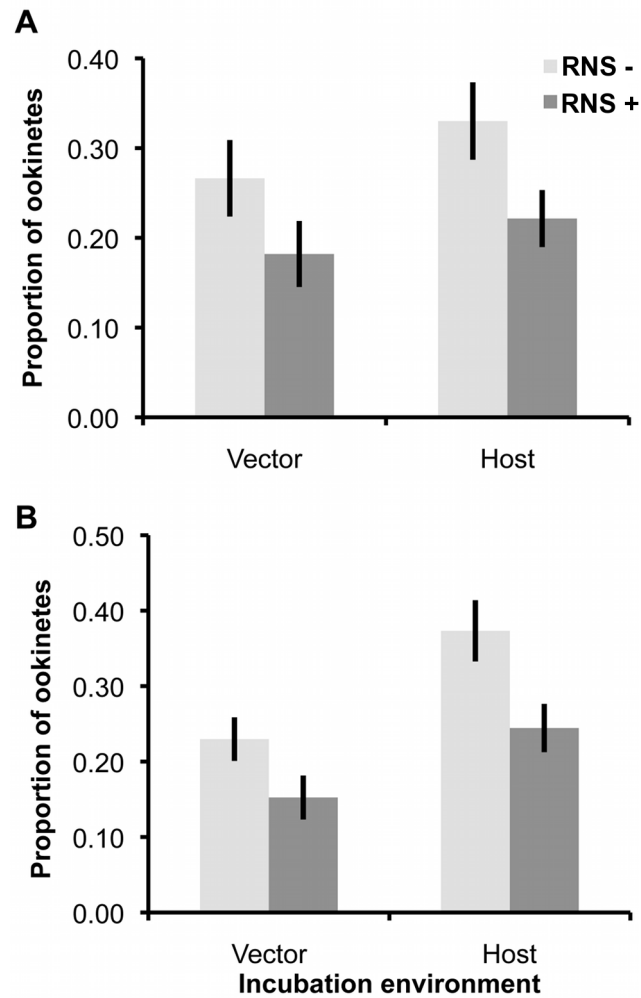 A
Proportion of ookinetes
0.40
0.30
0.20
0.10
0.00
RNS -
RNS +
Vector Host
B
Proportion of ookinetes
0.50
0.40
0.30
0.20
0.10
0.00
Vector Host
Incubation environment